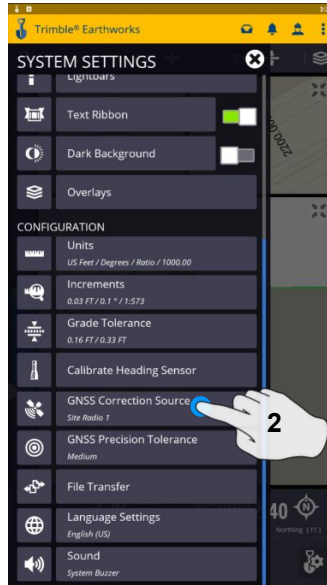 Trimble® Earthworks
SYSTEM SETTINGS
Lightbars
Text Ribbon
Dark Background
Overlays
CONFIGURATION
Units
US Feet / Degrees / Ratio / 1000.00
Increments
0.03 FT / 0.1 ° / 1:573
Grade Tolerance
0.16 FT / 0.33 FT
Calibrate Heading Sensor
GNSS Correction Source
Site Radio 1
2
GNSS Precision Tolerance
Medium
File Transfer
Language Settings
English (US)
Sound
System Buzzer
40
N
Northing [FT]